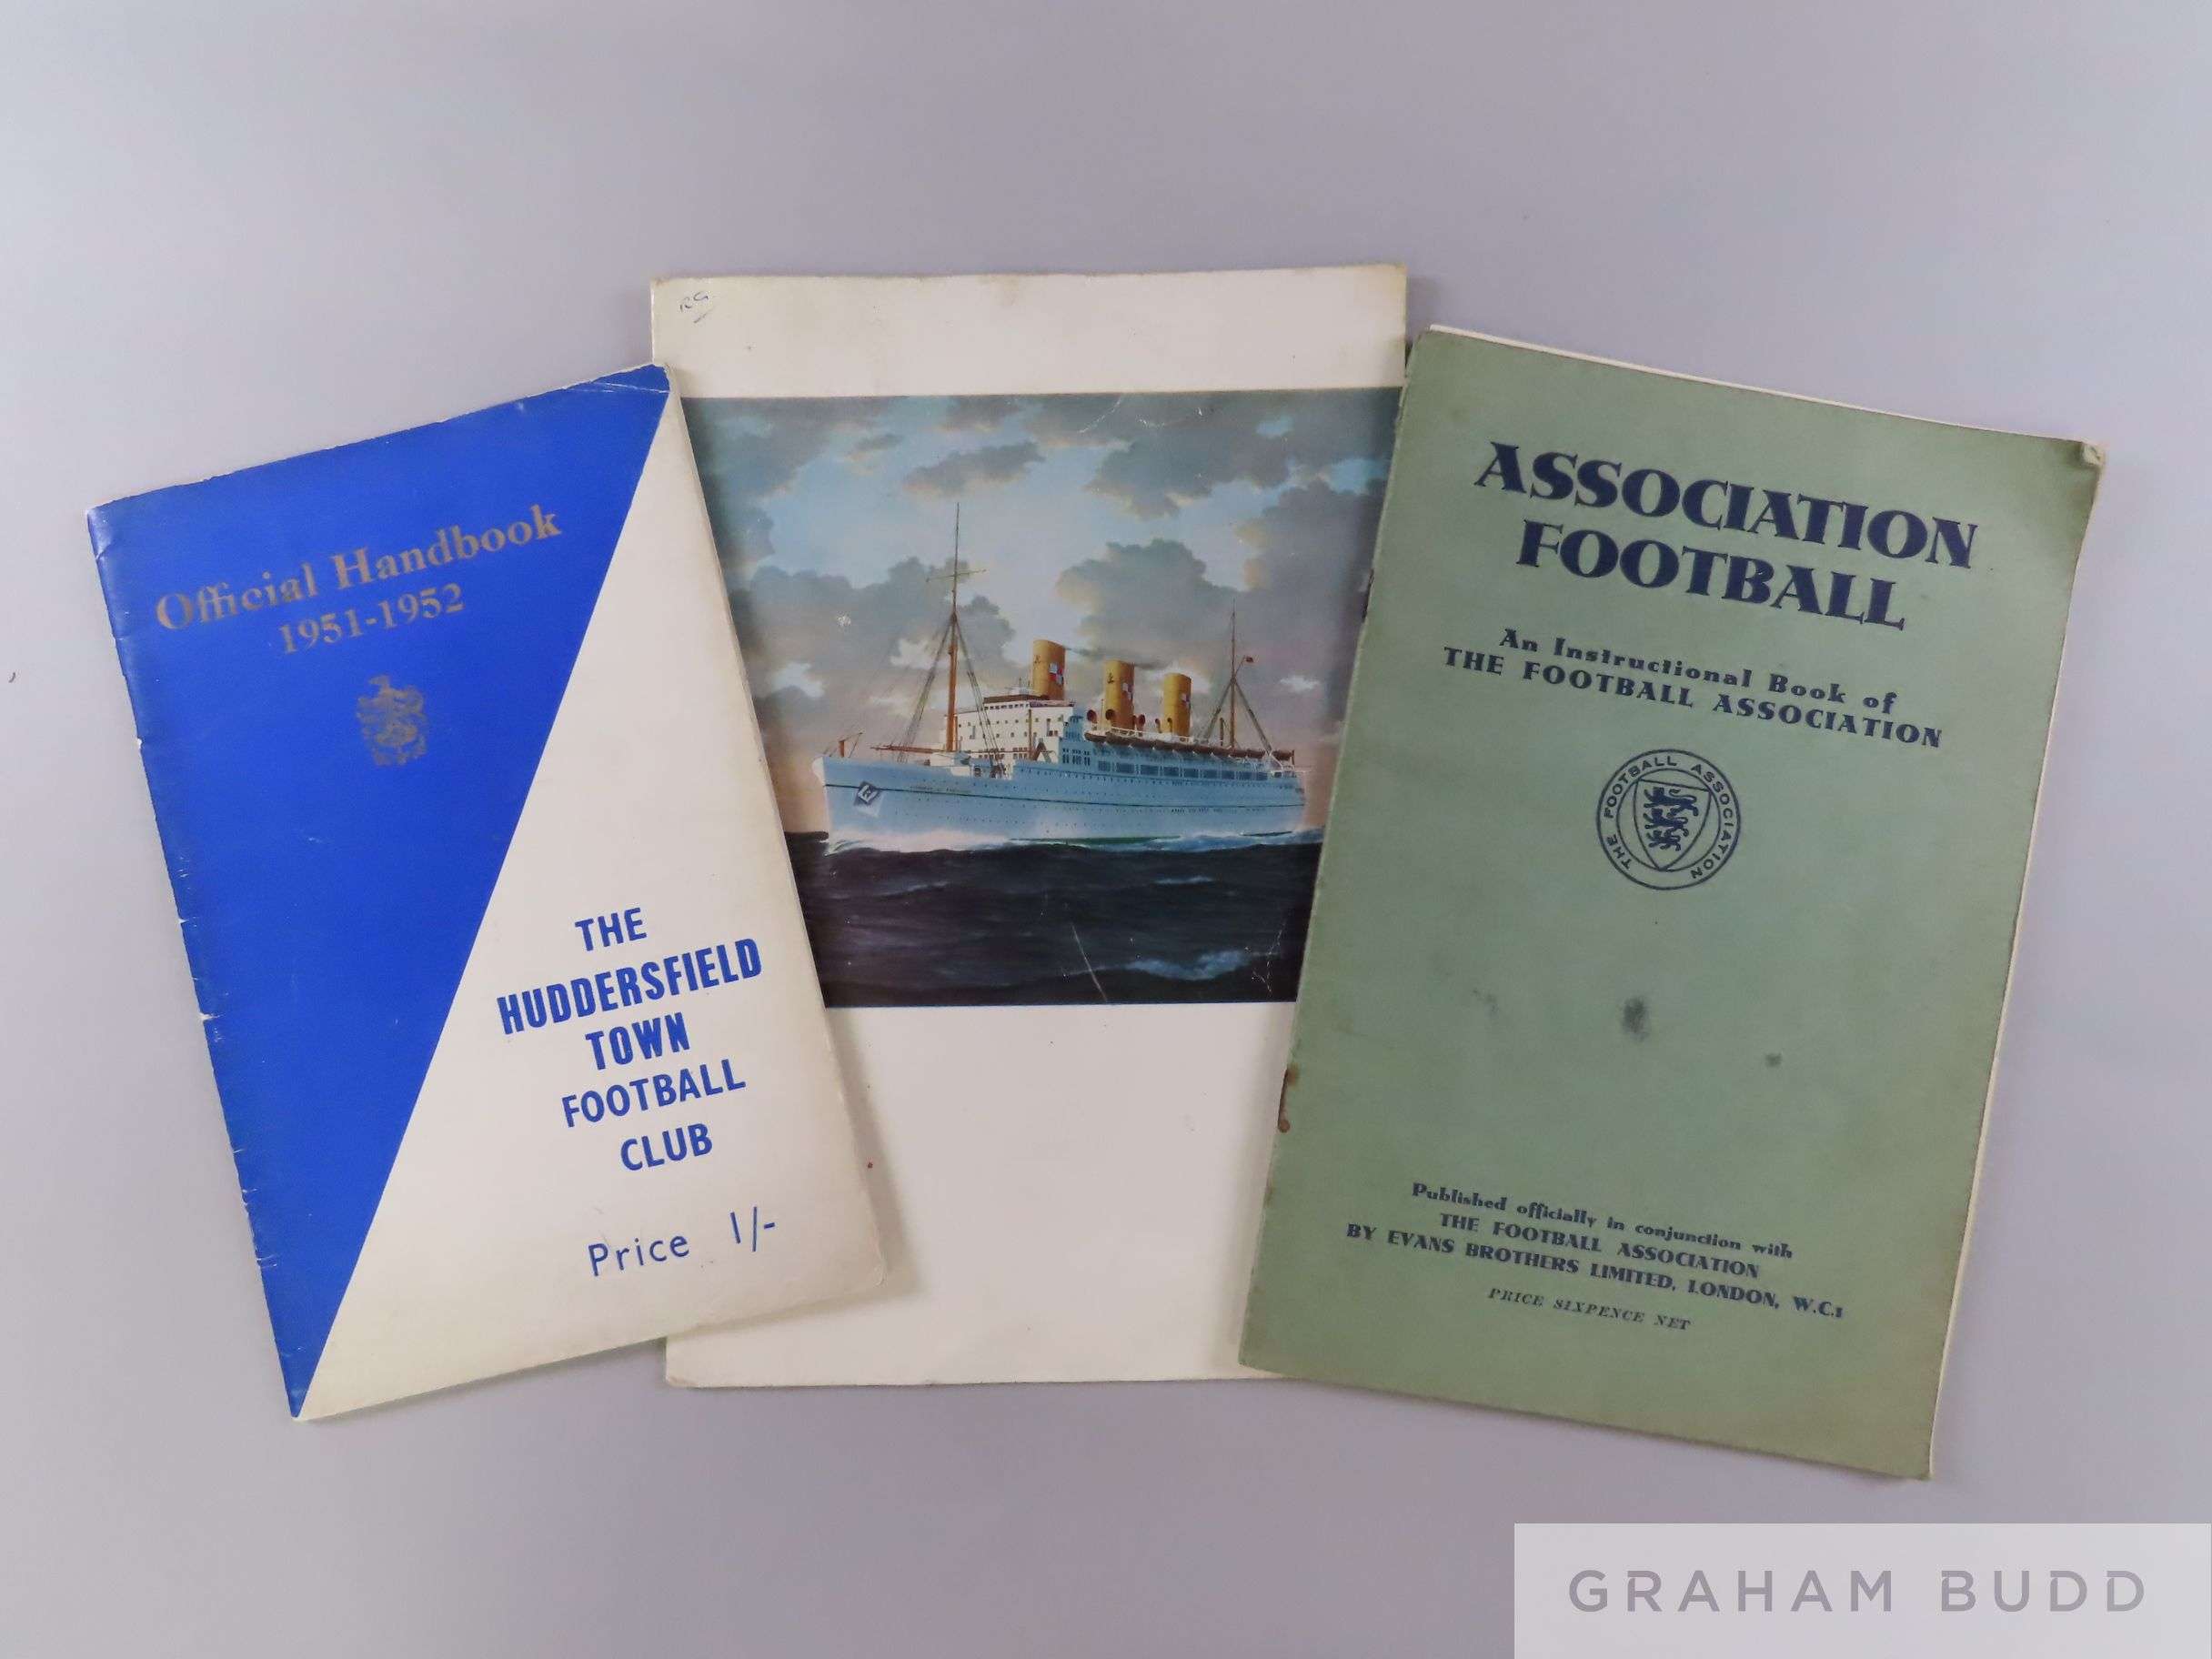 Official Handbook
1951-1952
THE
HUDDERSFIELD
TOWN
FOOTBALL
CLUB
Price 1/-
RG
ASSOCIATION
FOOTBALL
An Instructional Book of
THE FOOTBALL ASSOCIATION
THE FOOTBALL ASSOCIATION
Published officially in conjunction with
THE FOOTBALL ASSOCIATION
BY EVANS BROTHERS LIMITED, LONDON, W.C.1
PRICE SIXPENCE NET
GRAHAM BUDD